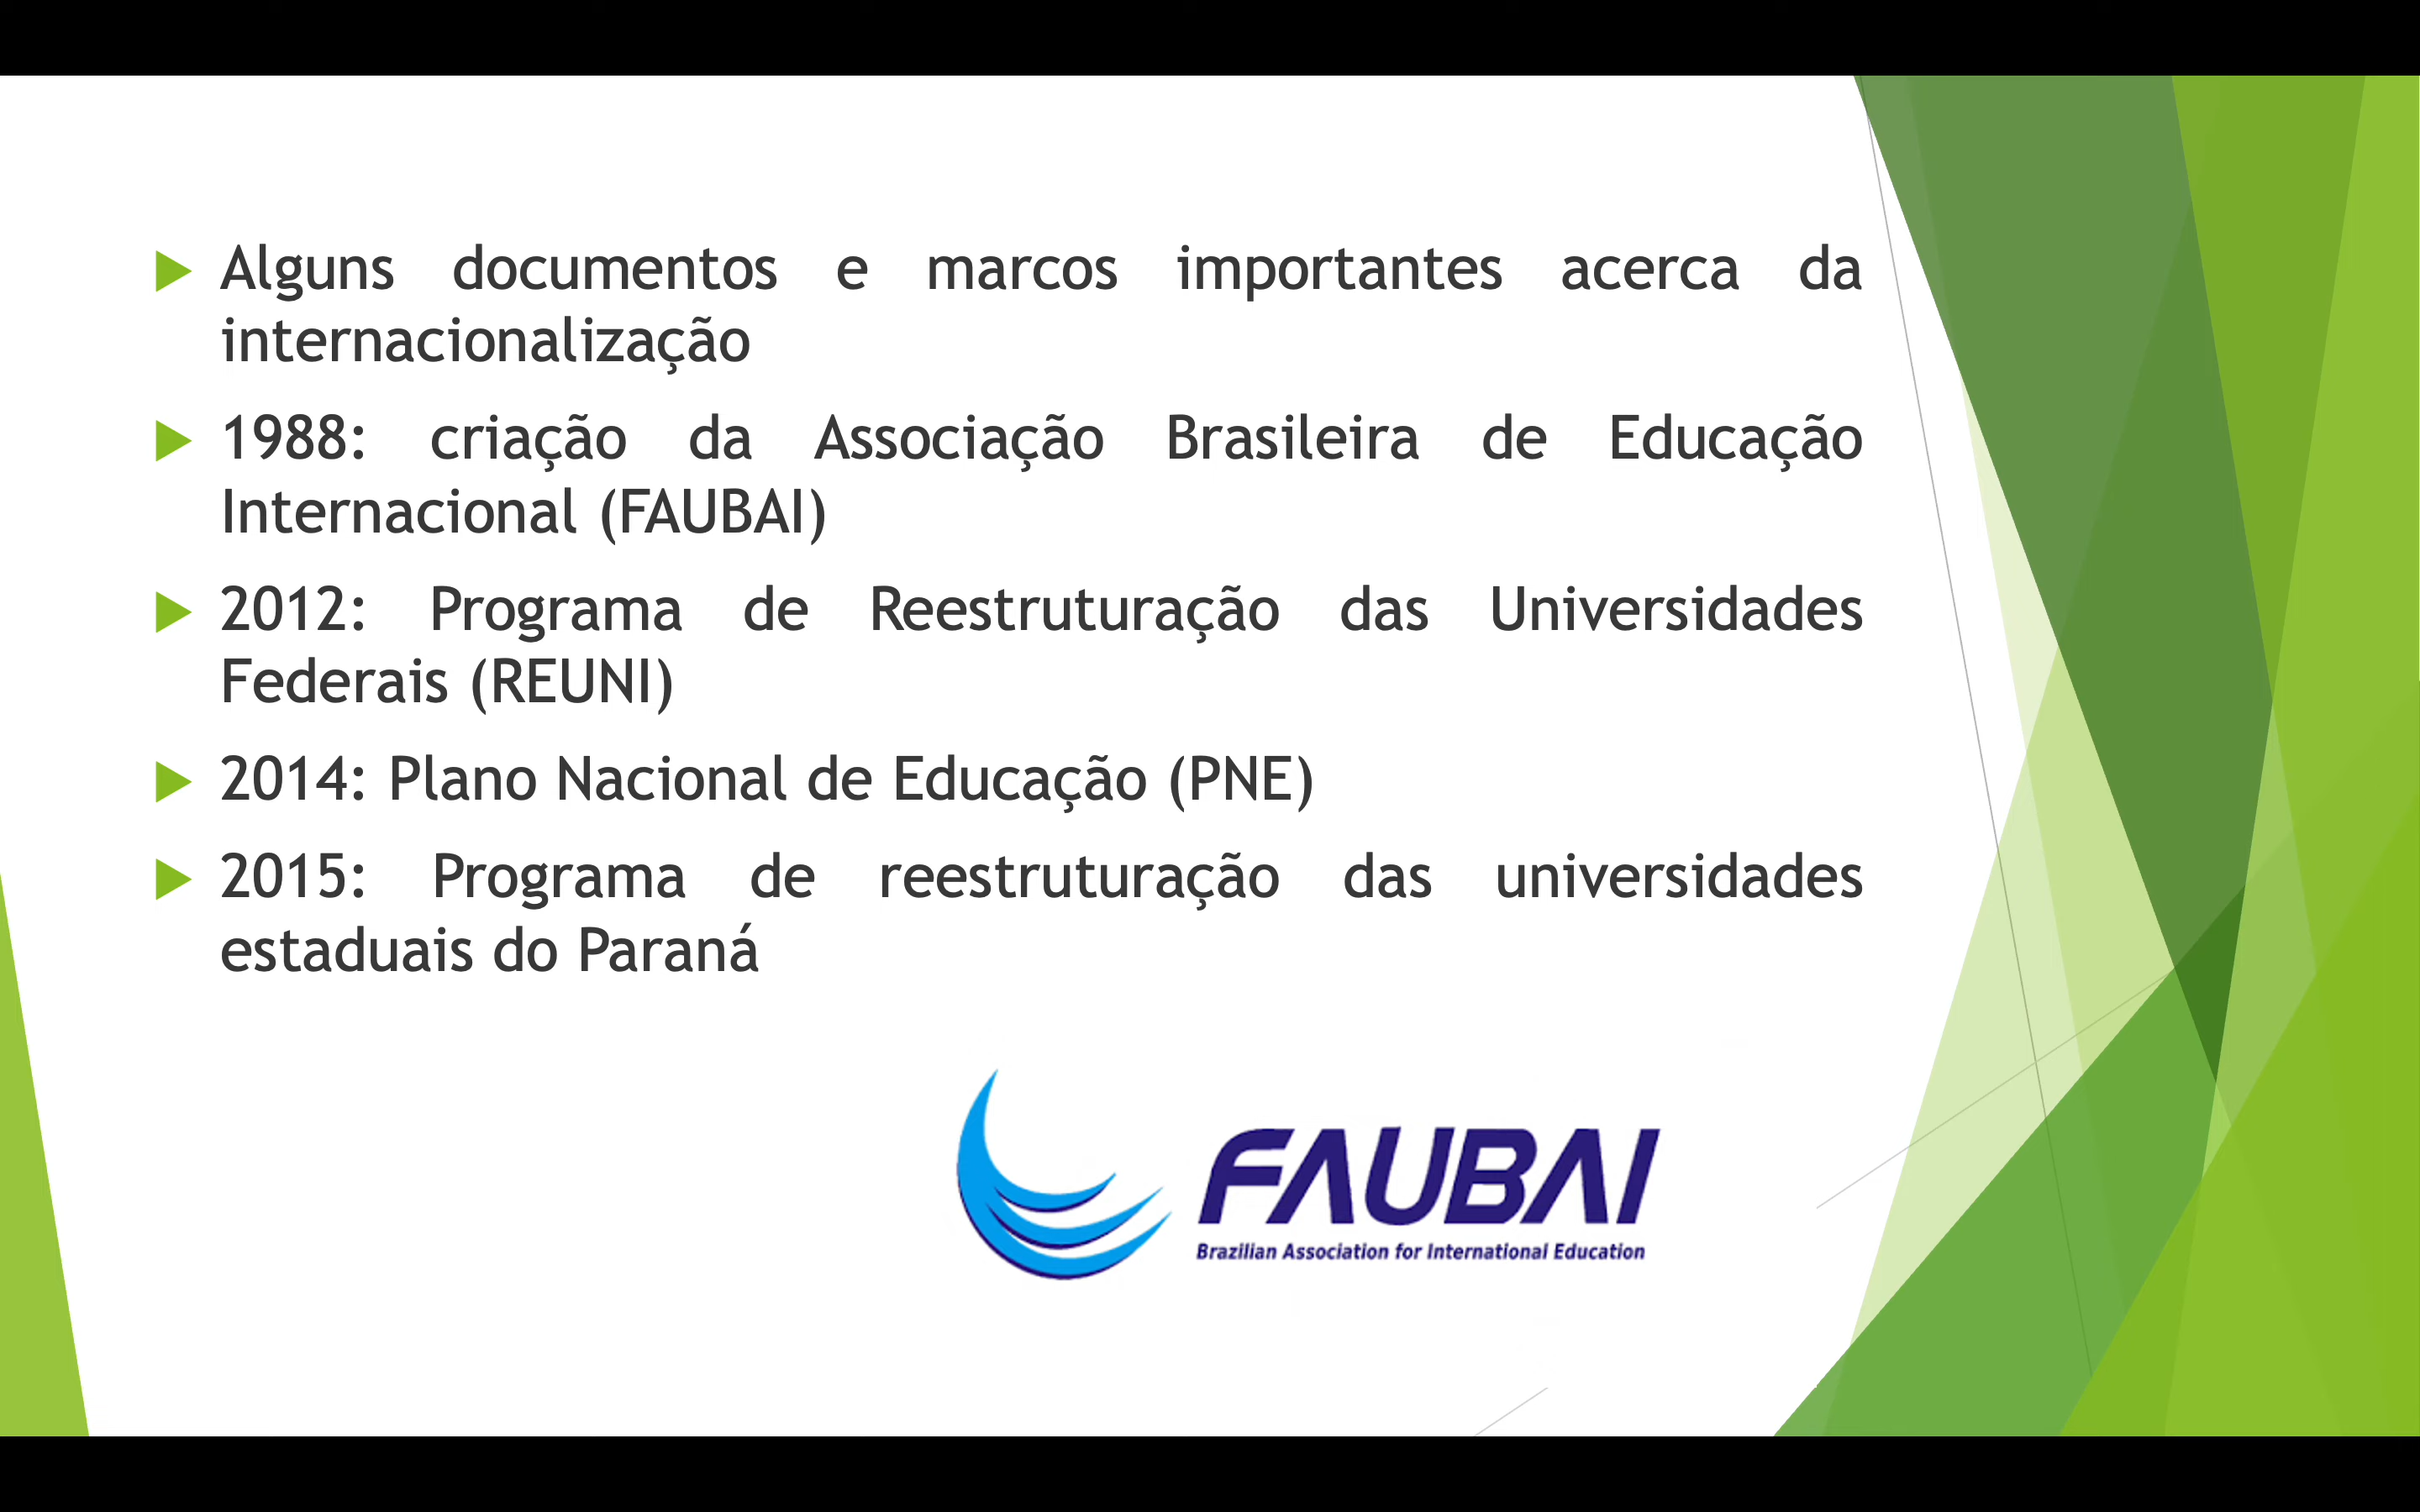 Alguns documentos e marcos importantes acerca da
internacionalização
1988: criação da Associação Brasileira de Educação
Internacional (FAUBAI)
2012: Programa de Reestruturação das Universidades
Federais (REUNI)
2014: Plano Nacional de Educação (PNE)
2015: Programa de reestruturação das universidades
estaduais do Paraná
FAUBAI
Brazilian Association for International Education